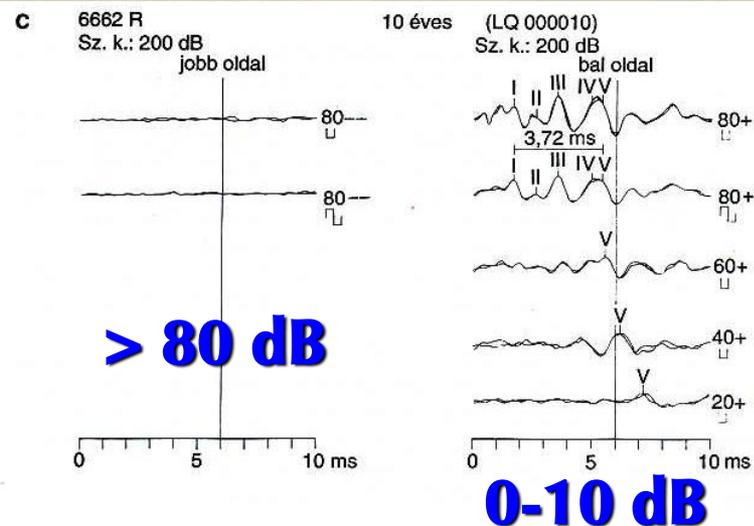 C
6662 R
Sz. k.: 200 dB
jobb oldal
80--
80--
> 80 dB
0 5 10 ms
10 éves (LQ 000010)
Sz. k.: 200 dB
bal oldal
I II III IV V
80+
3,72 ms
I II III IV V
80+
V
60+
V
40+
V
20+
0 5 10 ms
0-10 dB